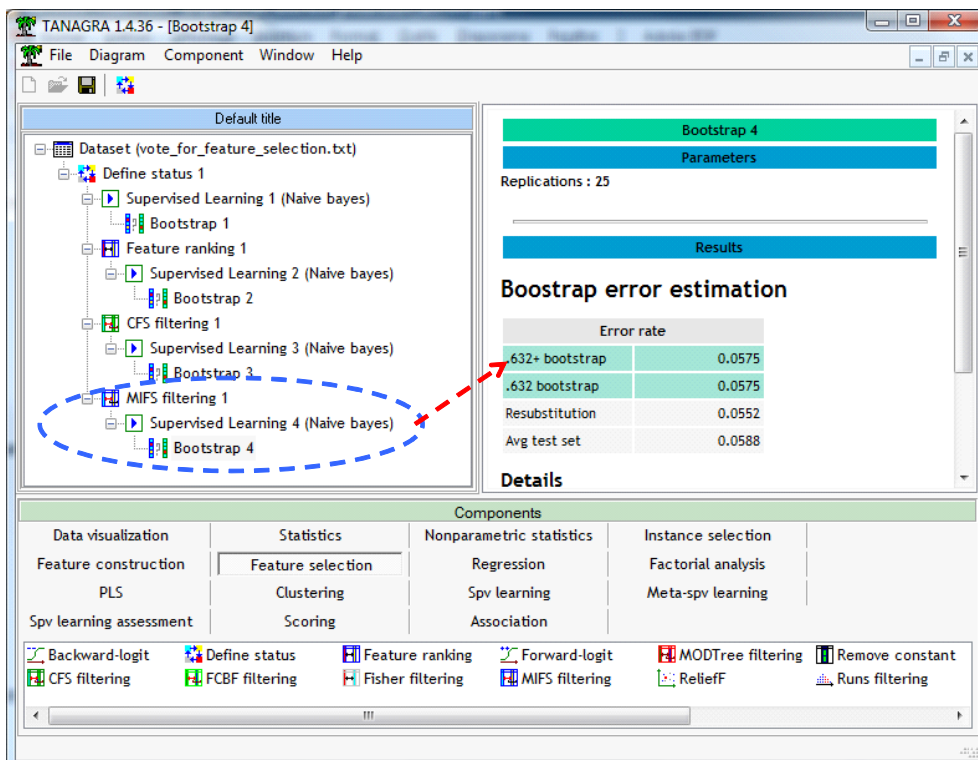 TANAGRA 1.4.36 - [Bootstrap 4]
File Diagram Component Window Help
Default title
Dataset (vote_for_feature_selection.txt)
Define status 1
Supervised Learning 1 (Naive bayes)
Bootstrap 1
Feature ranking 1
Supervised Learning 2 (Naive bayes)
Bootstrap 2
CFS filtering 1
Supervised Learning 3 (Naive bayes)
Bootstrap 3
MIFS filtering 1
Supervised Learning 4 (Naive bayes)
Bootstrap 4
Bootstrap 4
Parameters
Replications : 25
Results
Boostrap error estimation
Error rate
.632+ bootstrap 0.0575
.632 bootstrap 0.0575
Resubstitution 0.0552
Avg test set 0.0588
Details
Components
Data visualization Statistics Nonparametric statistics Instance selection
Feature construction Feature selection Regression Factorial analysis
PLS Clustering Spv learning Meta-spv learning
Spv learning assessment Scoring Association
Backward-logit Define status Feature ranking Forward-logit MODTree filtering Remove constant
CFS filtering FCBF filtering Fisher filtering MIFS filtering ReliefF Runs filtering